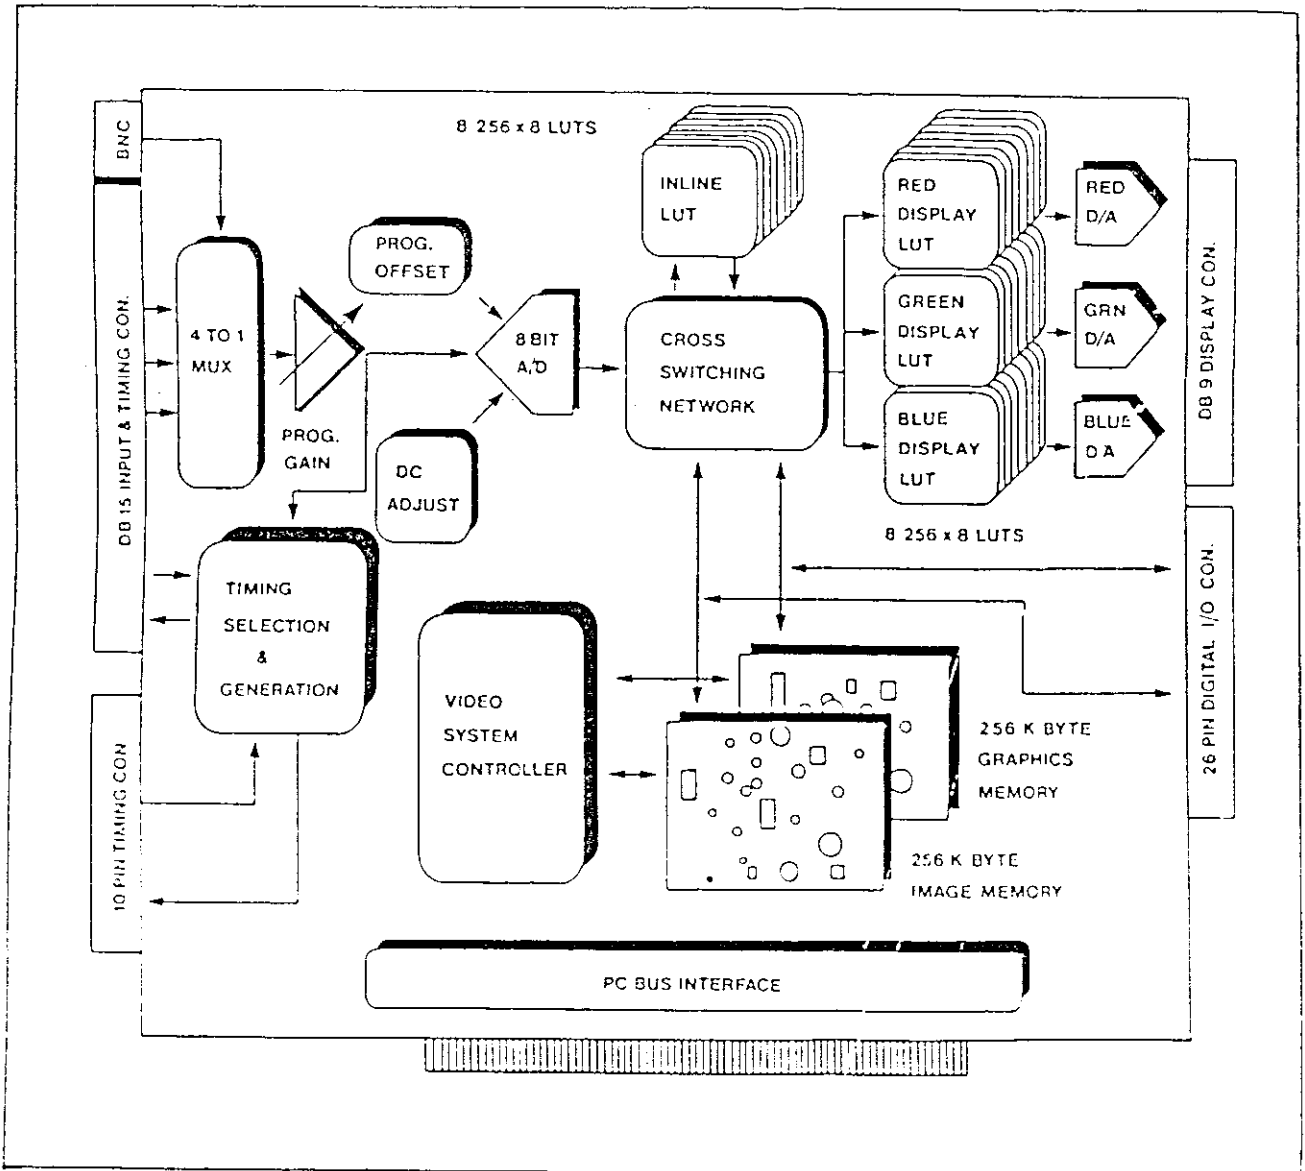 BNC
DB 15 INPUT & TIMING CON.
10 PIN TIMING CON
8 256 x 8 LUTS
4 TO 1
MUX
PROG.
OFFSET
PROG.
GAIN
DC
ADJUST
8 BIT
A/D
INLINE
LUT
CROSS
SWITCHING
NETWORK
RED
DISPLAY
LUT
GREEN
DISPLAY
LUT
BLUE
DISPLAY
LUT
RED
D/A
GRN
D/A
BLUE
D A
8 256 x 8 LUTS
DB 9 DISPLAY CON.
26 PIN DIGITAL I/O CON.
TIMING
SELECTION
&
GENERATION
VIDEO
SYSTEM
CONTROLLER
256 K BYTE
GRAPHICS
MEMORY
256 K BYTE
IMAGE MEMORY
PC BUS INTERFACE